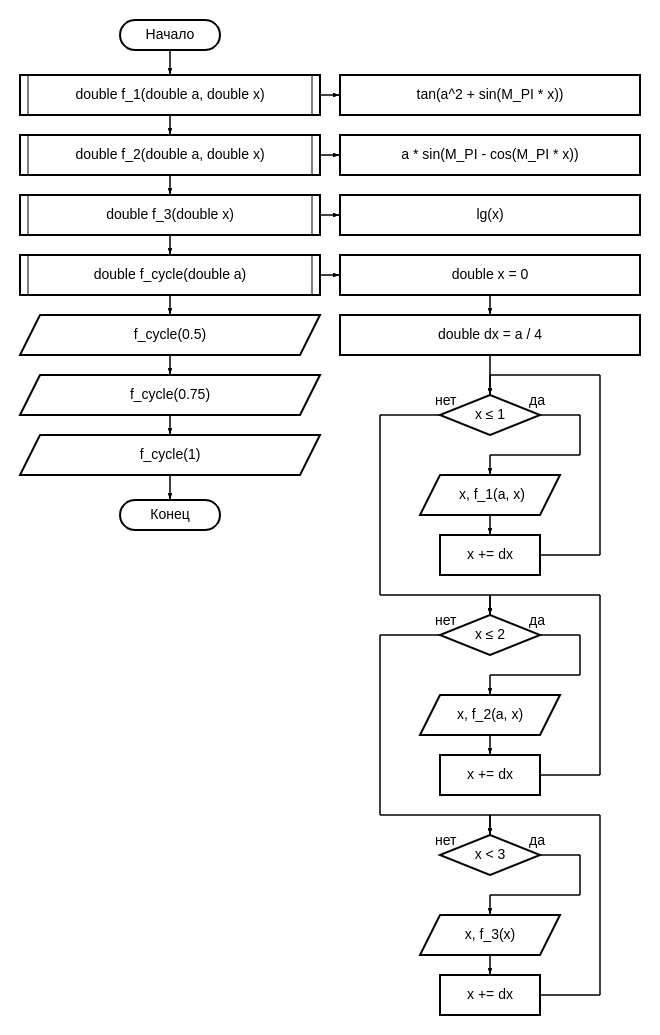 Начало
double f_1(double a, double x)
tan(a^2 + sin(M_PI * x))
double f_2(double a, double x)
a * sin(M_PI - cos(M_PI * x))
double f_3(double x)
lg(x)
double f_cycle(double a)
double x = 0
f_cycle(0.5)
double dx = a / 4
f_cycle(0.75)
f_cycle(1)
Конец
нет
да
x ≤ 1
x, f_1(a, x)
x += dx
нет
да
x ≤ 2
x, f_2(a, x)
x += dx
нет
да
x < 3
x, f_3(x)
x += dx